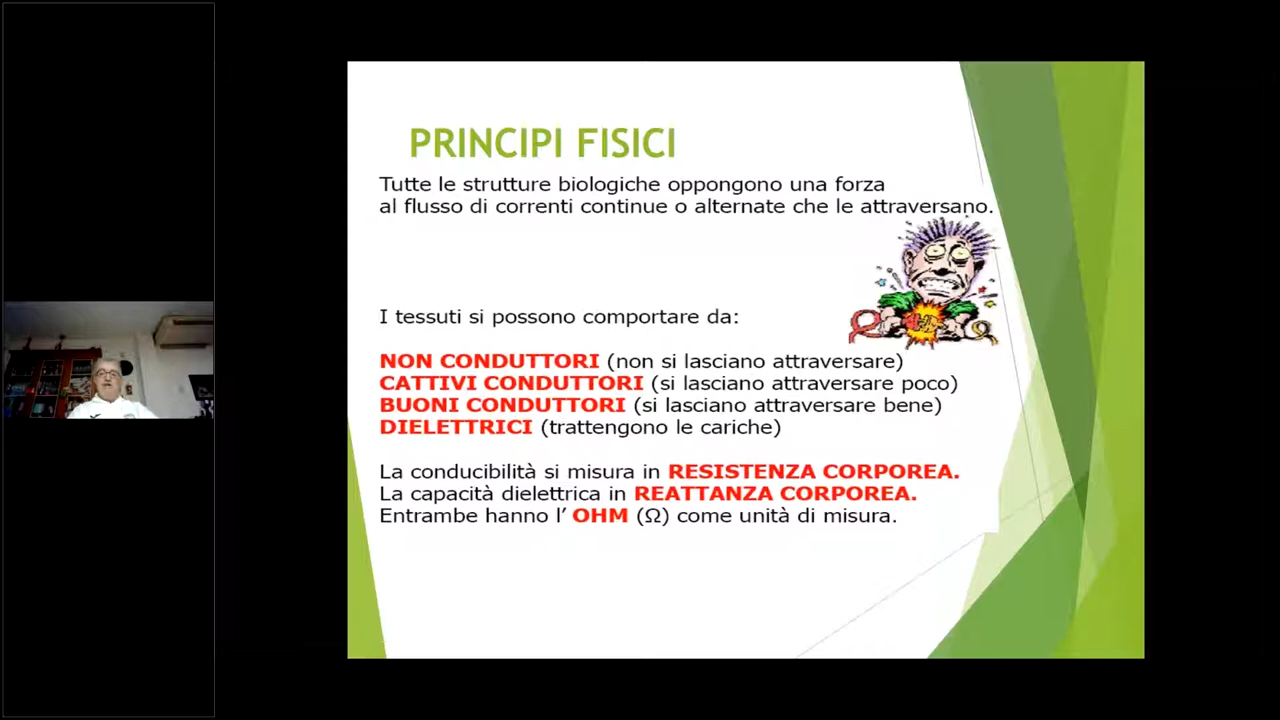 PRINCIPI FISICI
Tutte le strutture biologiche oppongono una forza
al flusso di correnti continue o alternate che le attraversano.
I tessuti si possono comportare da:
NON CONDUTTORI (non si lasciano attraversare)
CATTIVI CONDUTTORI (si lasciano attraversare poco)
BUONI CONDUTTORI (si lasciano attraversare bene)
DIELETTRICI (trattengono le cariche)
La conducibilità si misura in RESISTENZA CORPOREA.
La capacità dielettrica in REATTANZA CORPOREA.
Entrambe hanno l’ OHM (Ω) come unità di misura.